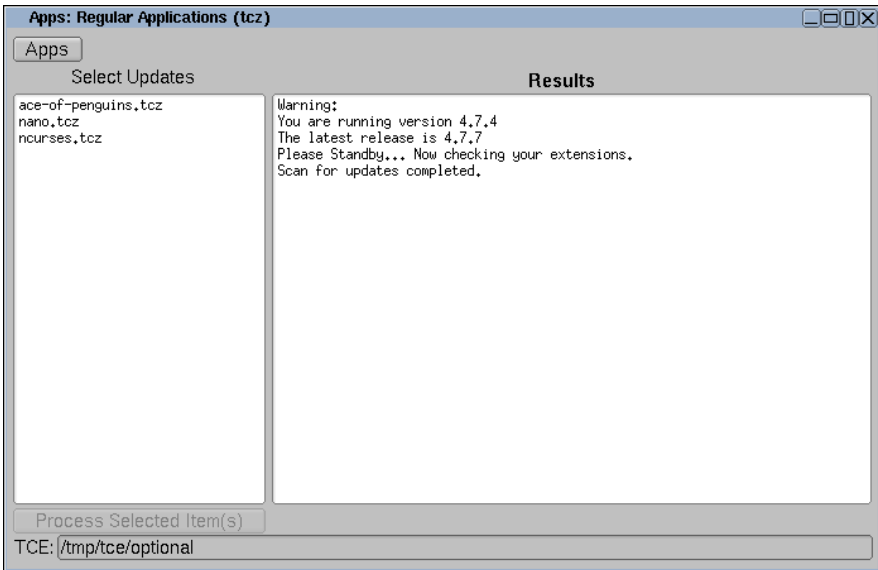 Apps: Regular Applications (tcz)
Apps
Select Updates
Results
ace-of-penguins.tcz
nano.tcz
ncurses.tcz
Warning:
You are running version 4.7.4
The latest release is 4.7.7
Please Standby... Now checking your extensions.
Scan for updates completed.
Process Selected Item(s)
TCE: /tmp/tce/optional